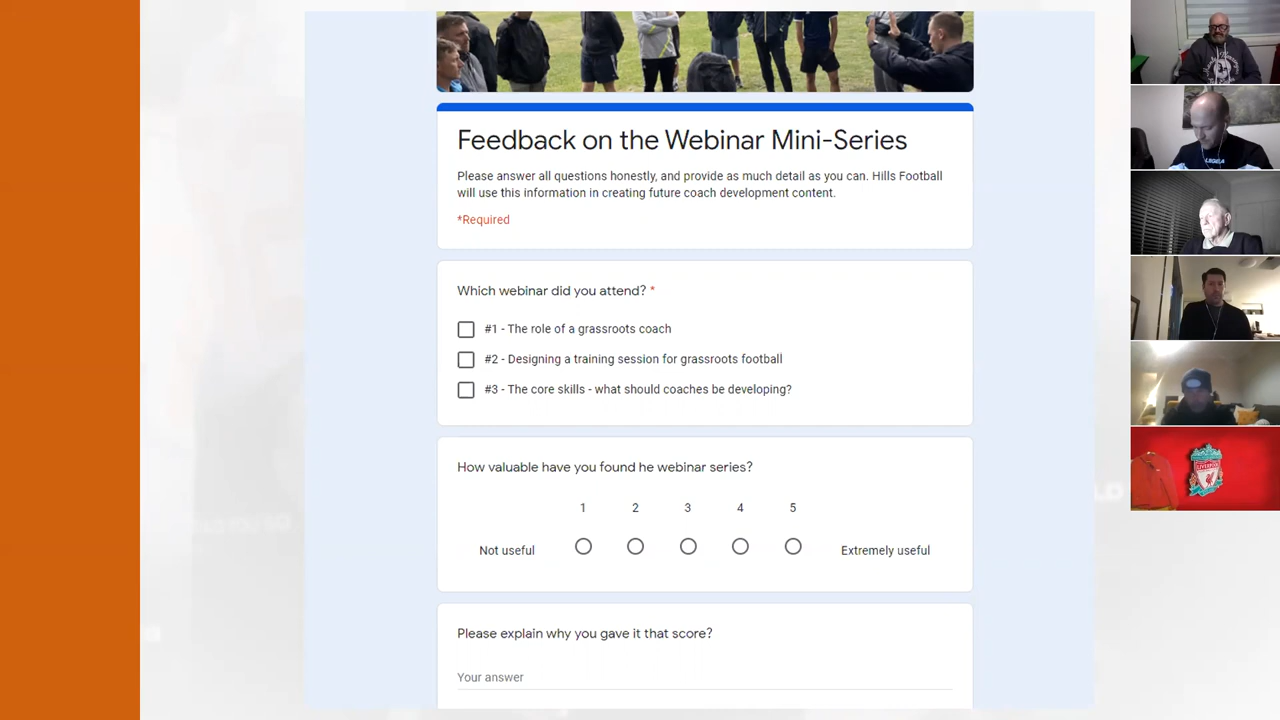 Feedback on the Webinar Mini-Series
Please answer all questions honestly, and provide as much detail as you can. Hills Football
will use this information in creating future coach development content.
*Required
Which webinar did you attend? *
#1 - The role of a grassroots coach
#2 - Designing a training session for grassroots football
#3 - The core skills - what should coaches be developing?
How valuable have you found he webinar series?
1 2 3 4 5
Not useful Extremely useful
Please explain why you gave it that score?
Your answer
LIVERPOOL